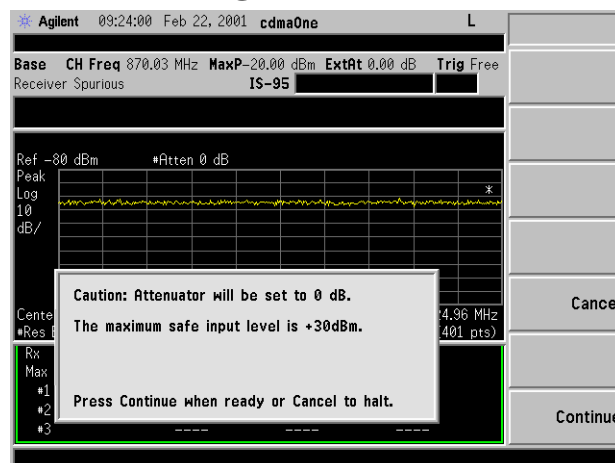 Agilent 09:24:00 Feb 22, 2001 cdmaOne L
Base CH Freq 870.03 MHz MaxP-20.00 dBm ExtAt 0.00 dB Trig Free
Receiver Spurious IS-95
Ref -80 dBm #Atten 0 dB
Peak
Log
10
dB/
*
Caution: Attenuator will be set to 0 dB.
The maximum safe input level is +30dBm.
Press Continue when ready or Cancel to halt.
Cente 4.96 MHz
#Res (401 pts)
Rx
Max
#1
#2
#3 ---- ---- ----
Cance
Continue